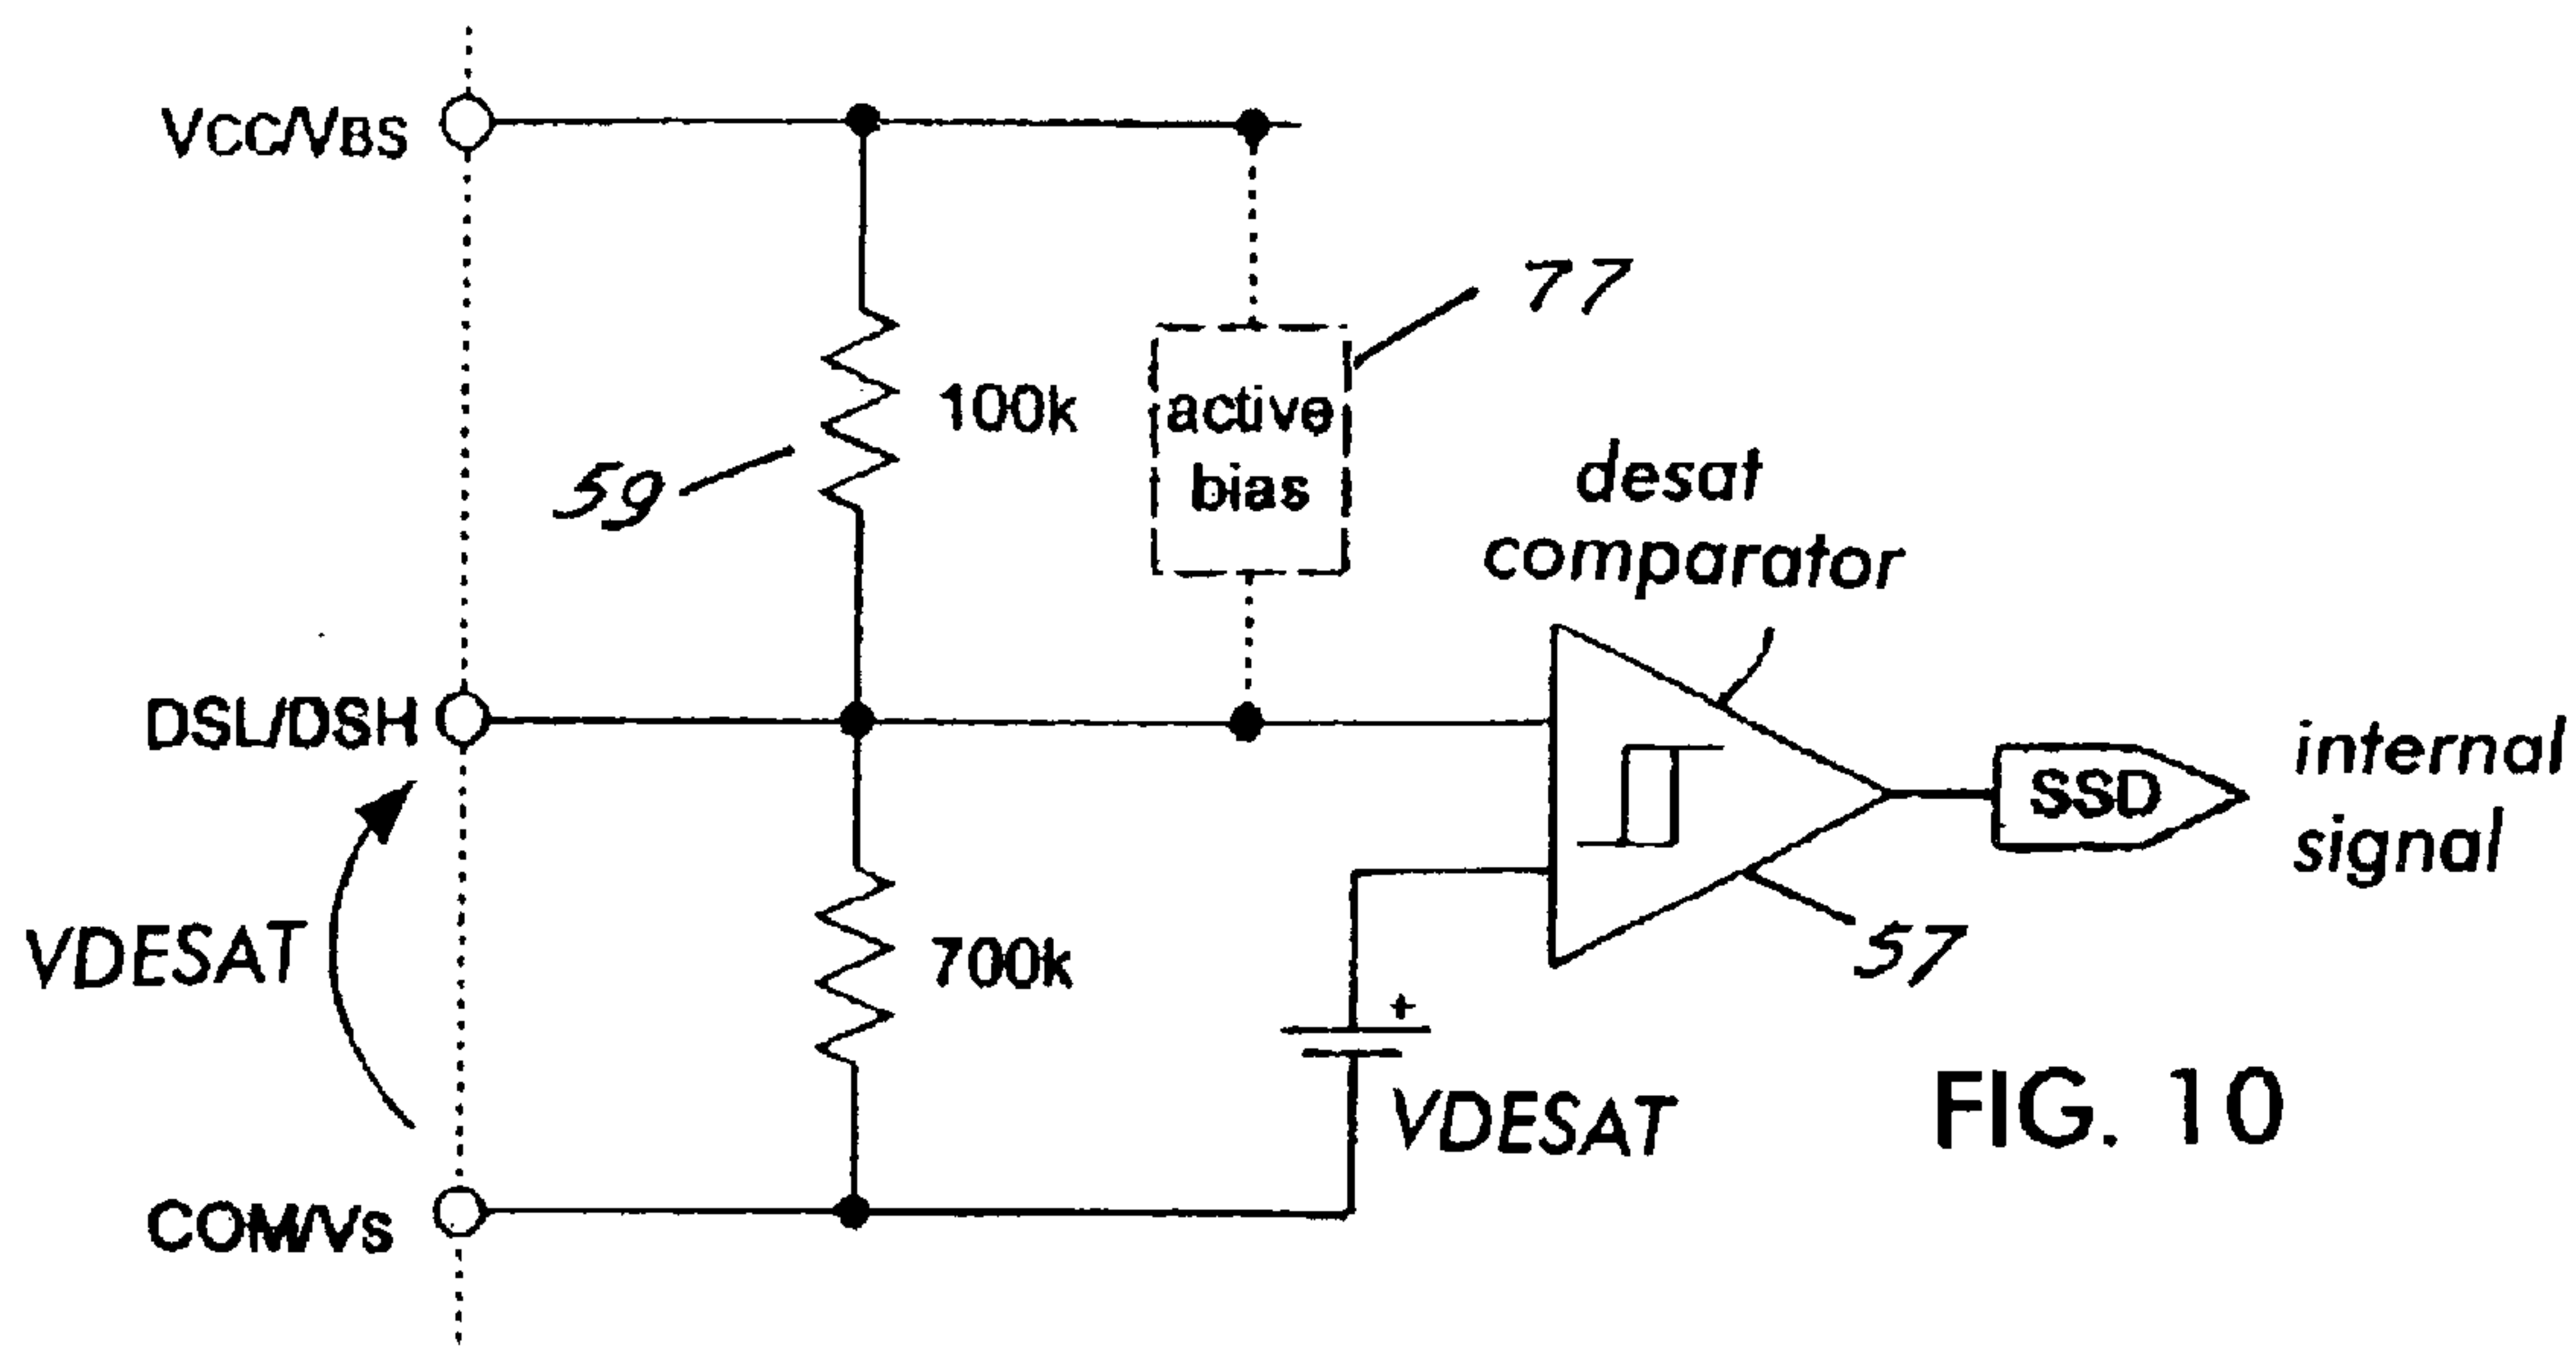 VCC/VBS
77
100k
active
bias
59
desat
comparator
DSL/DSH
internal
signal
SSD
VDESAT
700k
57
+
VDESAT
FIG. 10
COM/Vs